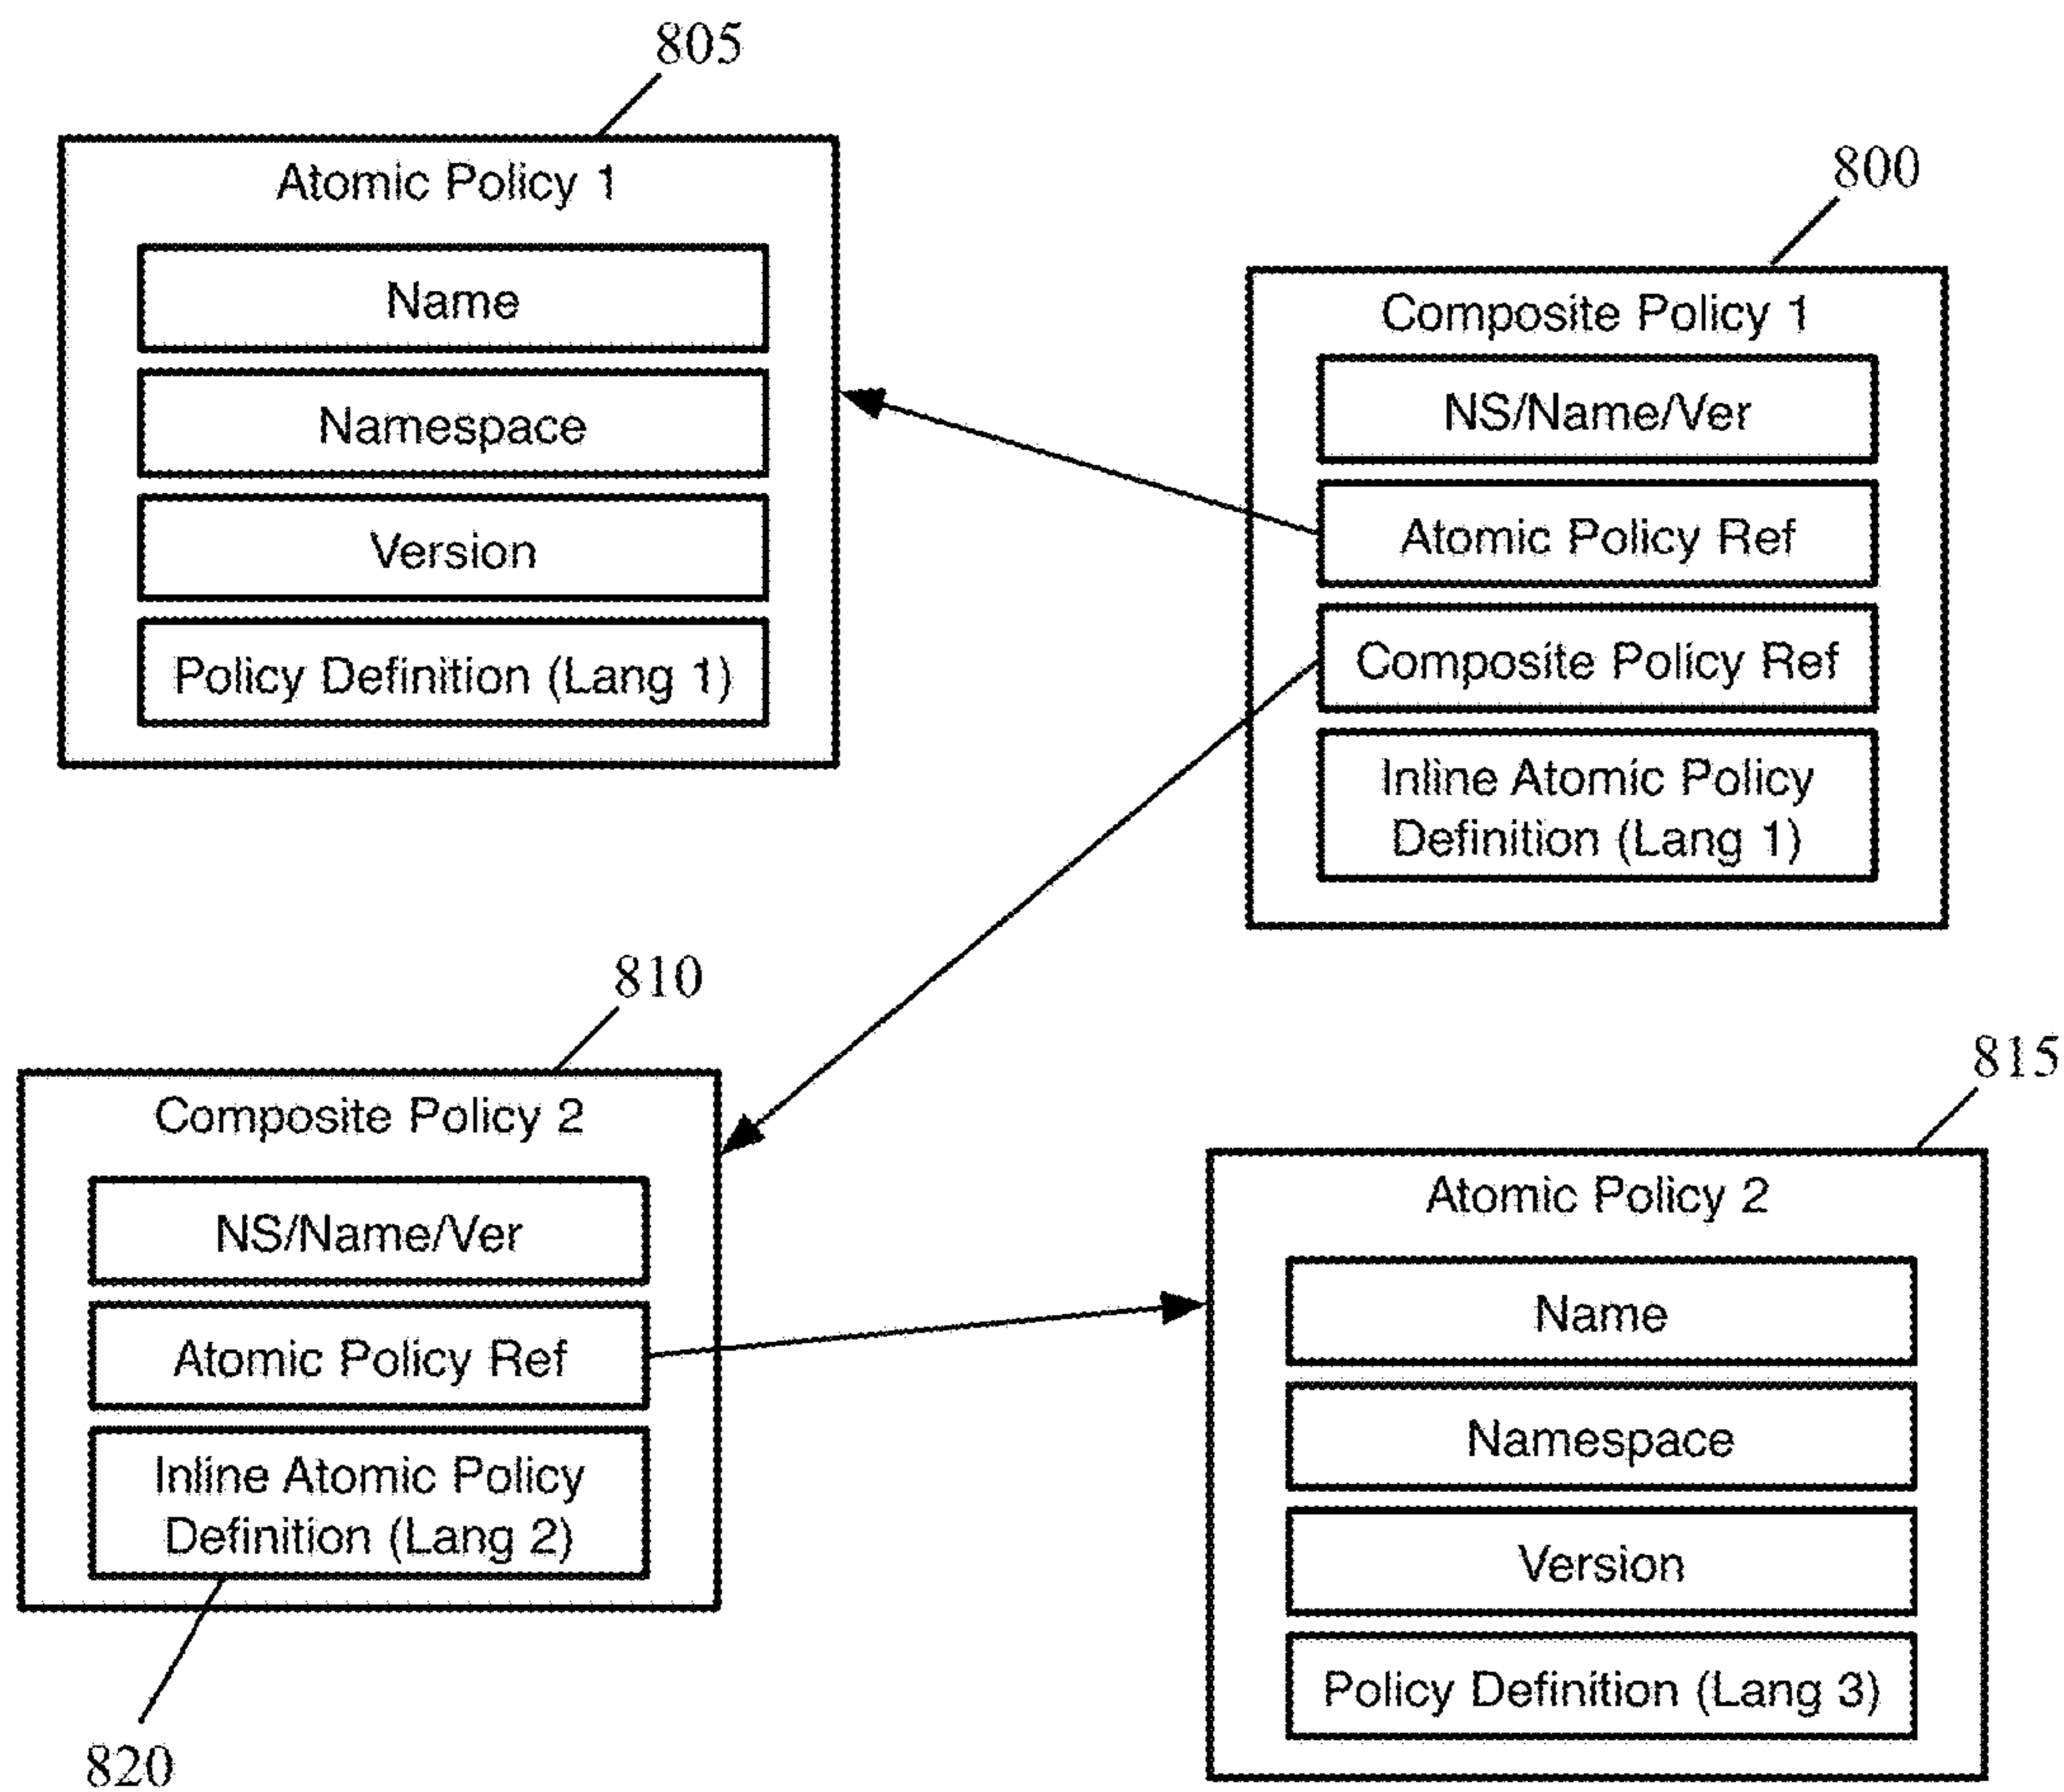 805
Atomic Policy 1
Name
Namespace
Version
Policy Definition (Lang 1)
800
Composite Policy 1
NS/Name/Ver
Atomic Policy Ref
Composite Policy Ref
Inline Atomic Policy
Definition (Lang 1)
810
Composite Policy 2
NS/Name/Ver
Atomic Policy Ref
Inline Atomic Policy
Definition (Lang 2)
820
815
Atomic Policy 2
Name
Namespace
Version
Policy Definition (Lang 3)